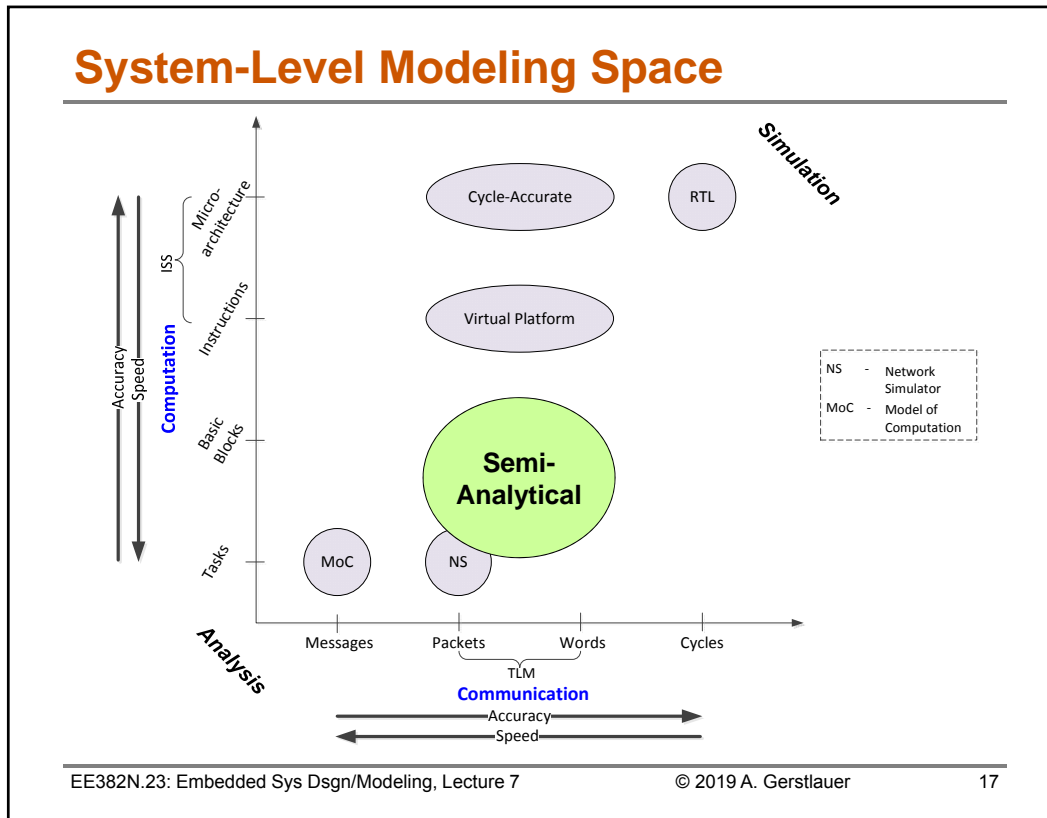 System-Level Modeling Space
Simulation
Micro-
architecture
Cycle-Accurate
RTL
ISS
Instructions
Virtual Platform
Accuracy
Speed
Computation
NS - Network
Simulator
MoC - Model of
Computation
Basic
Blocks
Semi-
Analytical
Tasks
MoC
NS
Analysis
Messages
Packets
Words
Cycles
TLM
Communication
Accuracy
Speed
EE382N.23: Embedded Sys Dsgn/Modeling, Lecture 7 © 2019 A. Gerstlauer 17